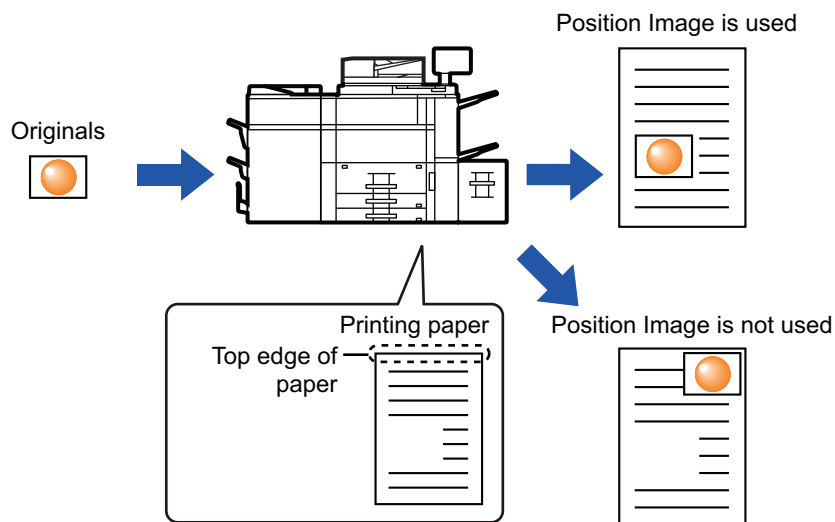 Position Image is used
Originals
Printing paper
Top edge of
paper
Position Image is not used